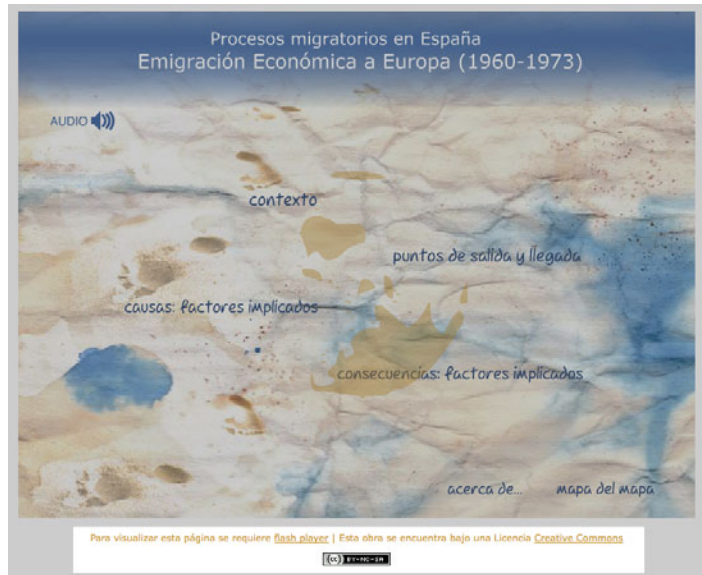 Procesos migratorios en España
Emigración Económica a Europa (1960-1973)
AUDIO
contexto
puntos de salida y llegada
causas: factores implicados
consecuencías: factores implicados
acerca de...
mapa del mapa
Para visualizar esta página se requiere flash player | Esta obra se encuentra bajo una Licencia Creative Commons
(cc) BY-NC-SA